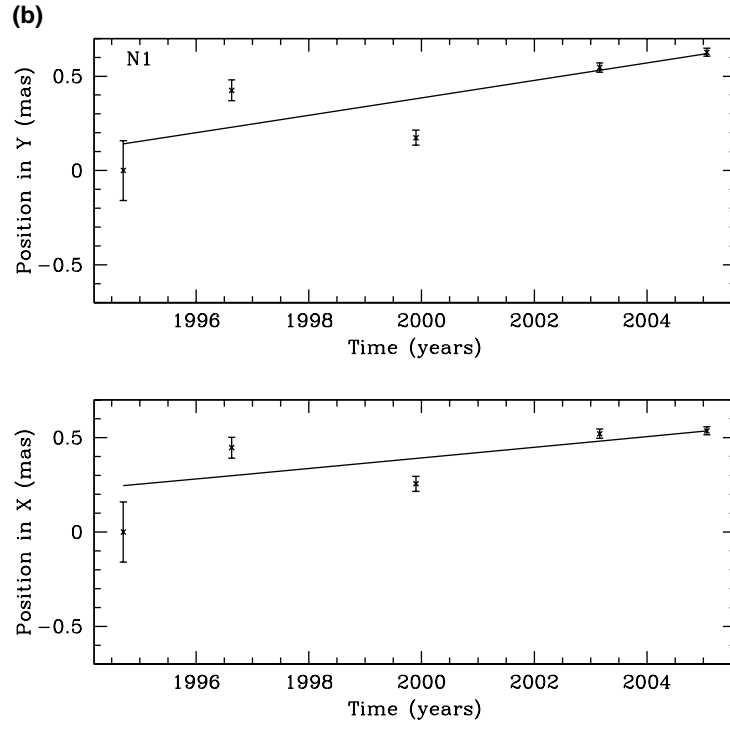 (b)
N1
Position in Y (mas)
0.5
0
−0.5
1996 1998 2000 2002 2004
Time (years)
Position in X (mas)
0.5
0
−0.5
1996 1998 2000 2002 2004
Time (years)